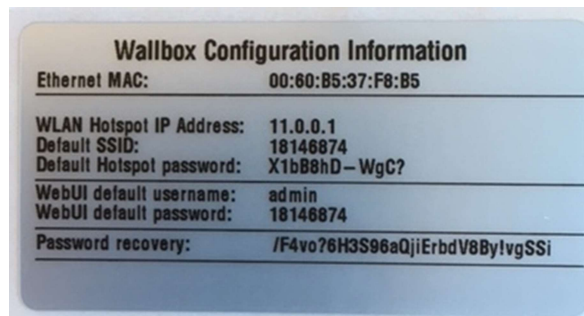 Wallbox Configuration Information
Ethernet MAC: 00:60:B5:37:F8:B5
WLAN Hotspot IP Address: 11.0.0.1
Default SSID: 18146874
Default Hotspot password: X1bB8hD–WgC?
WebUI default username: admin
WebUI default password: 18146874
Password recovery: /F4vo?6H3S96aQjiErbdV8By!vgSSi